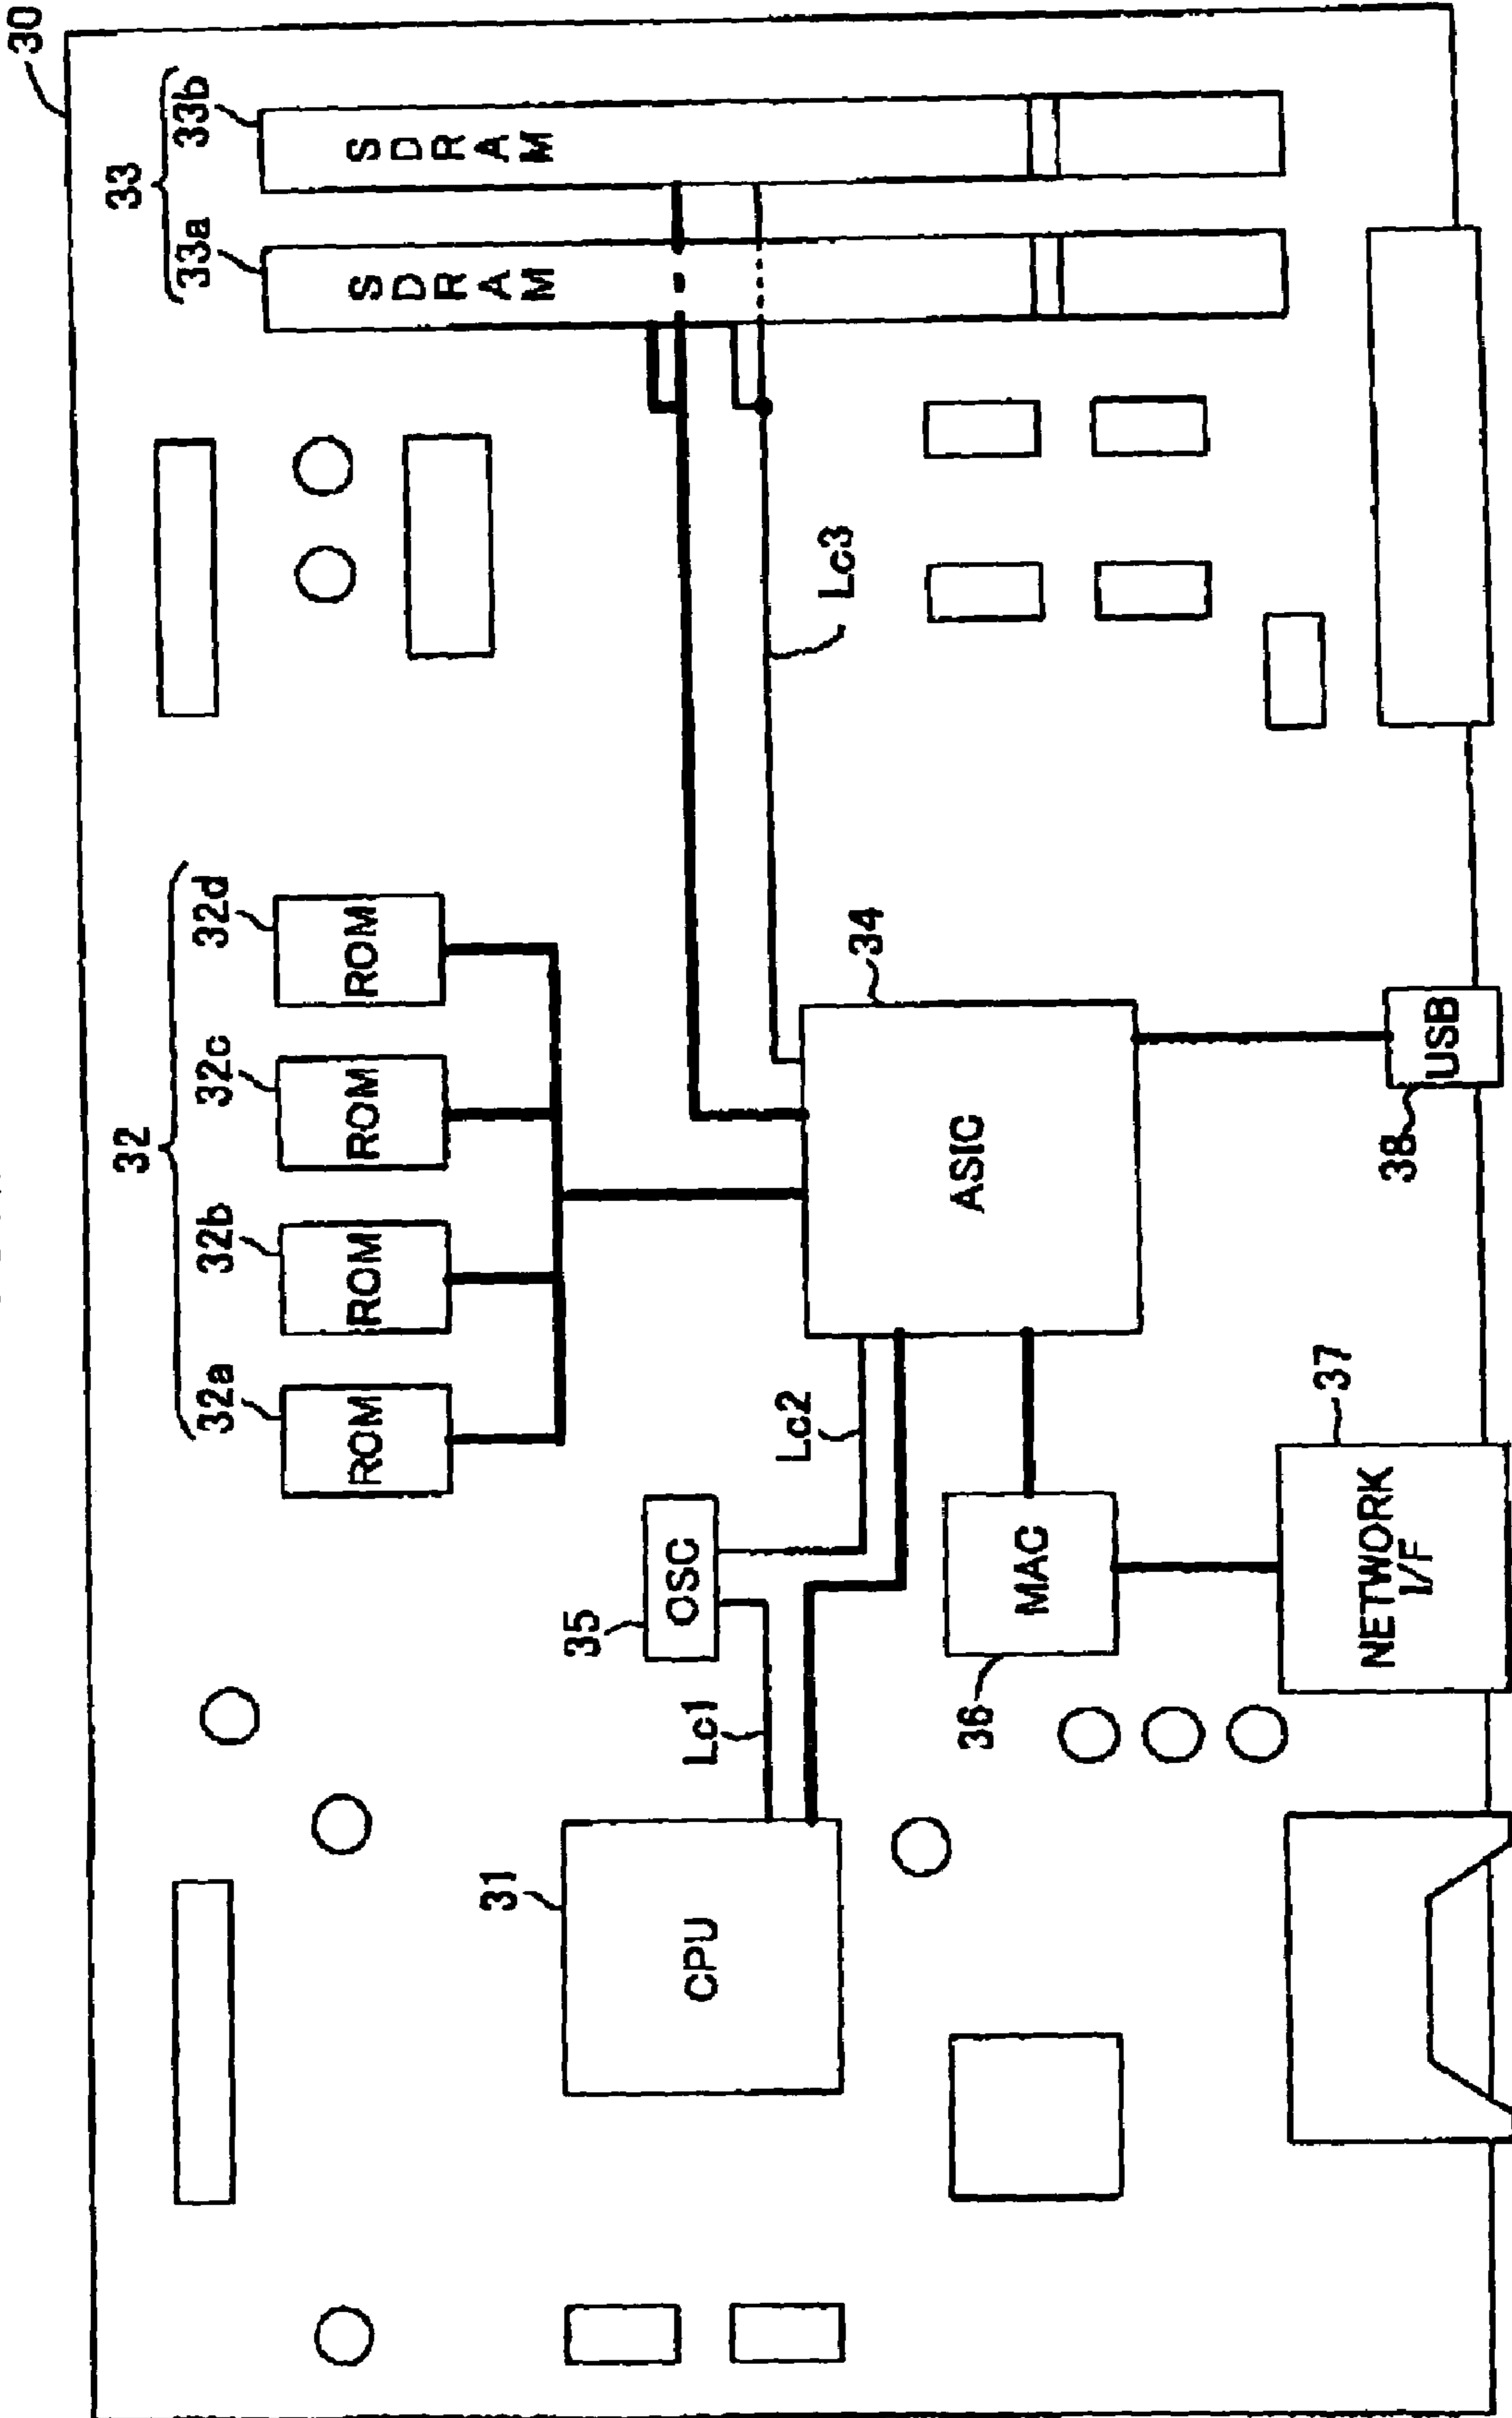 30
33
33a
33b
SDRAM
SDRAM
32
32a
32b
32c
32d
ROM
ROM
ROM
ROM
Lc3
34
ASIC
35
OSC
Lc2
Lc1
31
CPU
36
MAC
37
NETWORK
I/F
38
USB